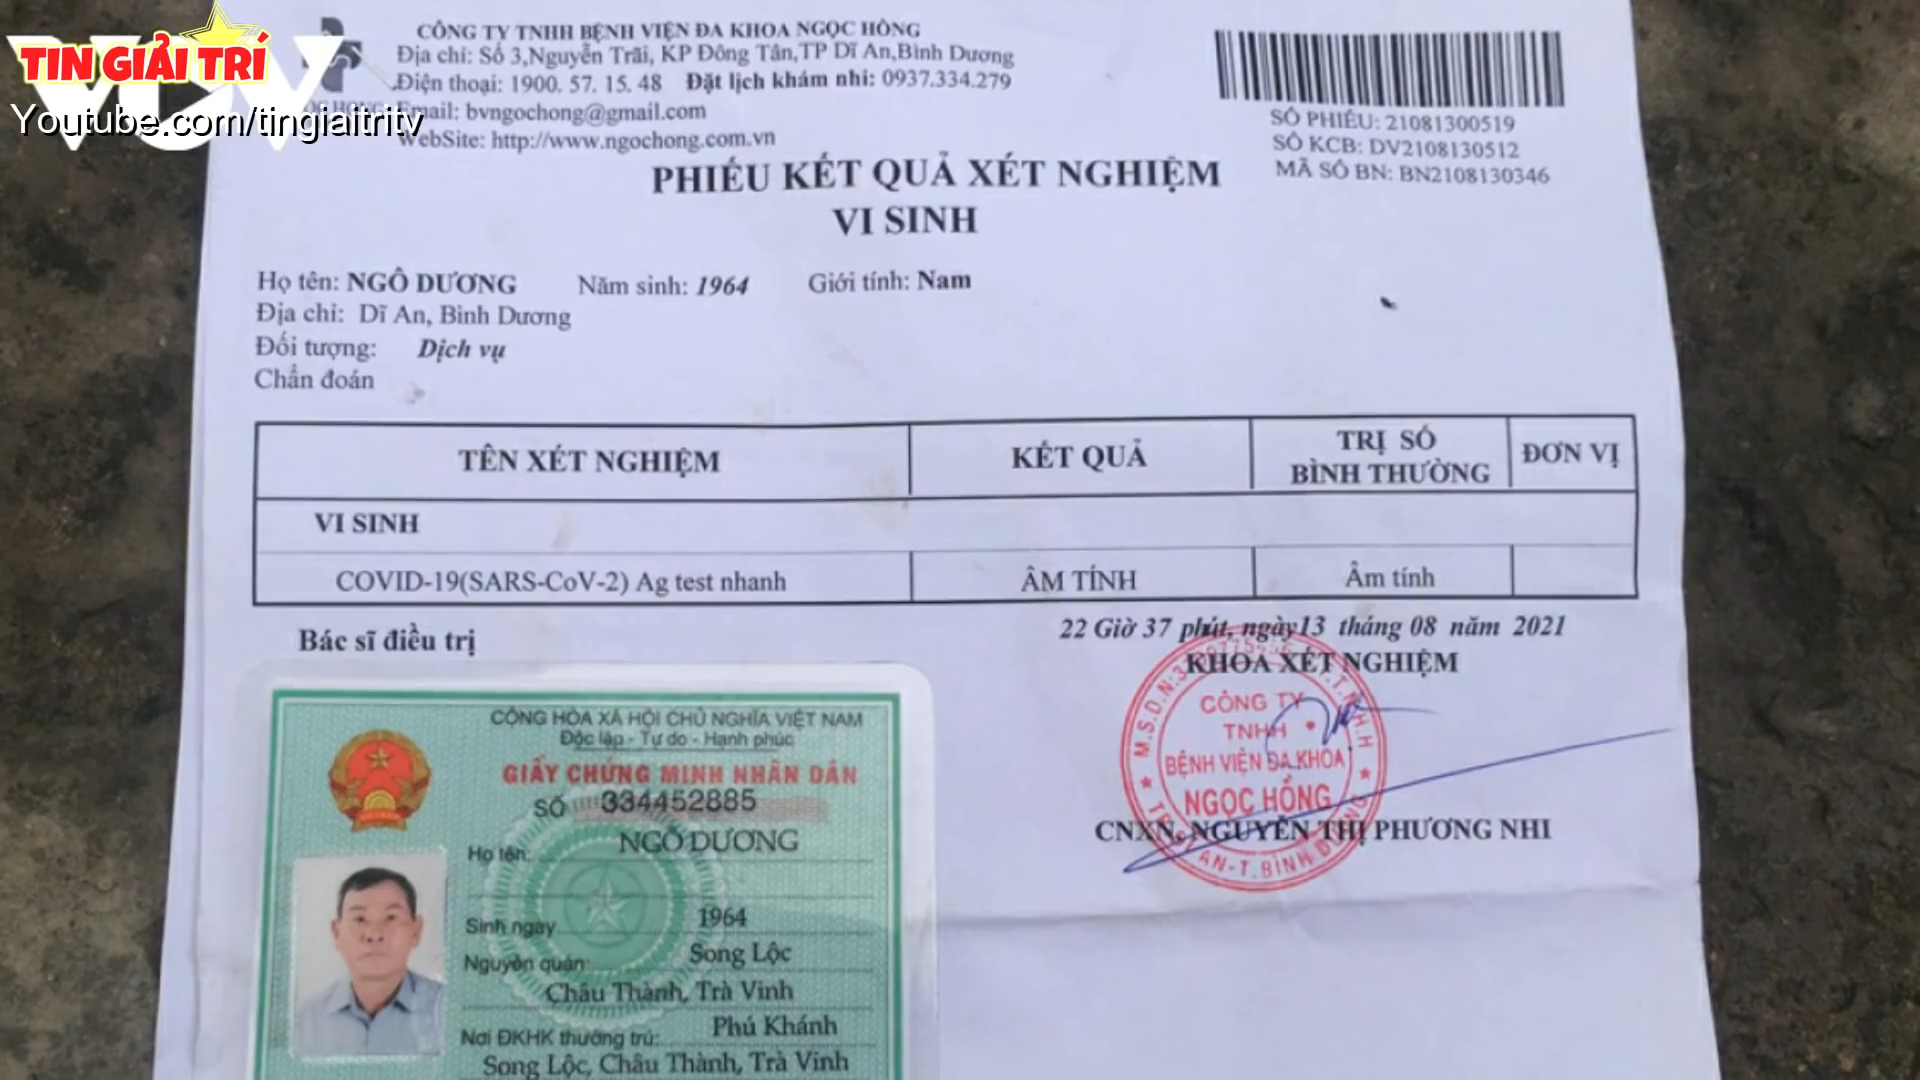 TIN GIẢI TRÍ
Youtube.com/tingiaitritv
CÔNG TY TNHH BỆNH VIỆN ĐA KHOA NGỌC HỒNG
Địa chỉ: Số 3,Nguyễn Trãi, KP Đông Tân,TP Dĩ An,Bình Dương
Điện thoại: 1900. 57. 15. 48 Đặt lịch khám nhi: 0937.334.279
Email: bvngochong@gmail.com
WebSite: http://www.ngochong.com.vn
SỐ PHIẾU: 21081300519
SỐ KCB: DV2108130512
MÃ SỐ BN: BN2108130346
PHIẾU KẾT QUẢ XÉT NGHIỆM
VI SINH
Họ tên: NGÔ DƯƠNG Năm sinh: 1964 Giới tính: Nam
Địa chỉ: Dĩ An, Bình Dương
Đối tượng: Dịch vụ
Chẩn đoán
TÊN XÉT NGHIỆM KẾT QUẢ TRỊ SỐ BÌNH THƯỜNG ĐƠN VỊ
VI SINH
COVID-19(SARS-CoV-2) Ag test nhanh ÂM TÍNH Âm tính
22 Giờ 37 phút, ngày13 tháng 08 năm 2021
Bác sĩ điều trị
KHOA XÉT NGHIỆM
CÔNG TY
TNHH
BỆNH VIỆN ĐA KHOA
NGỌC HỒNG
CNXN. NGUYỄN THỊ PHƯƠNG NHI
CỘNG HÒA XÃ HỘI CHỦ NGHĨA VIỆT NAM
Độc lập - Tự do - Hạnh phúc
GIẤY CHỨNG MINH NHÂN DÂN
SỐ 334452885
Họ tên: NGÔ DƯƠNG
Sinh ngày 1964
Nguyên quán: Song Lộc
Châu Thành, Trà Vinh
Nơi ĐKHK thường trú: Phú Khánh
Song Lộc, Châu Thành, Trà Vinh